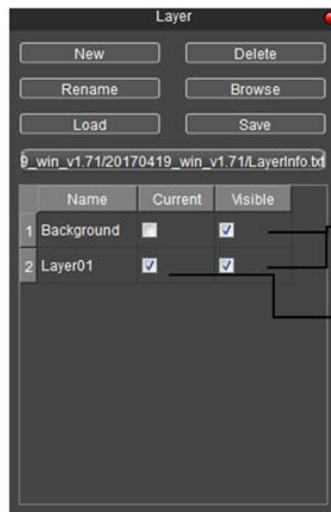 Layer
New Delete
Rename Browse
Load Save
9_win_v1.71/20170419_win_v1.71/LayerInfo.txt
Name Current Visible
1 Background
2 Layer01